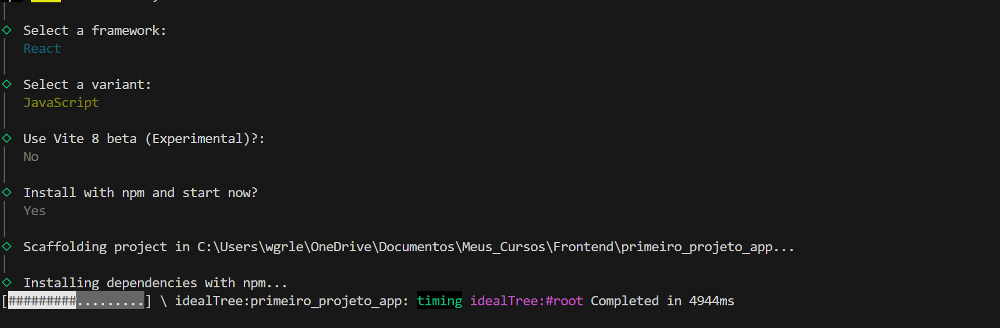 Select a framework:
React
Select a variant:
JavaScript
Use Vite 8 beta (Experimental)?:
No
Install with npm and start now?
Yes
Scaffolding project in C:\Users\wgrle\OneDrive\Documentos\Meus_Cursos\Frontend\primeiro_projeto_app...
Installing dependencies with npm...
[#########.........] \ idealTree:primeiro_projeto_app: timing idealTree:#root Completed in 4944ms